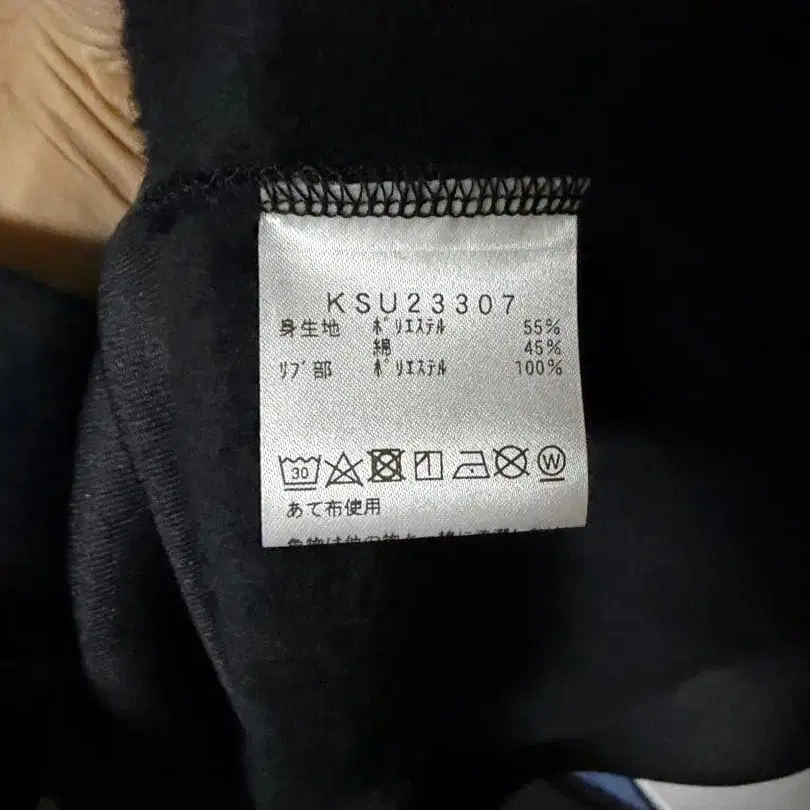 KSU23307
身生地 ﾎﾟﾘｴｽﾃﾙ 55%
綿 45%
ﾘﾌﾞ部 ﾎﾟﾘｴｽﾃﾙ 100%
30 W
あて布使用